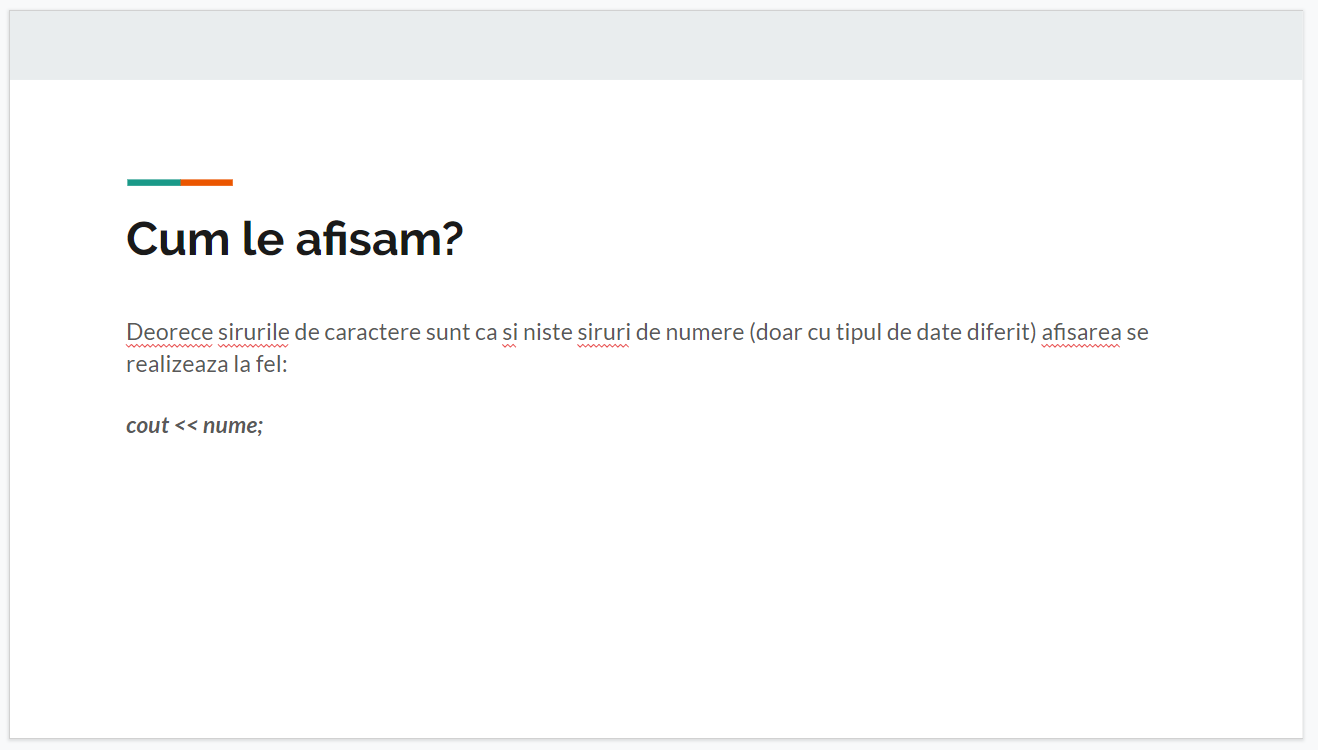 Cum le afisam?
Deorece sirurile de caractere sunt ca si niste siruri de numere (doar cu tipul de date diferit) afisarea se
realizeaza la fel:
cout << nume;